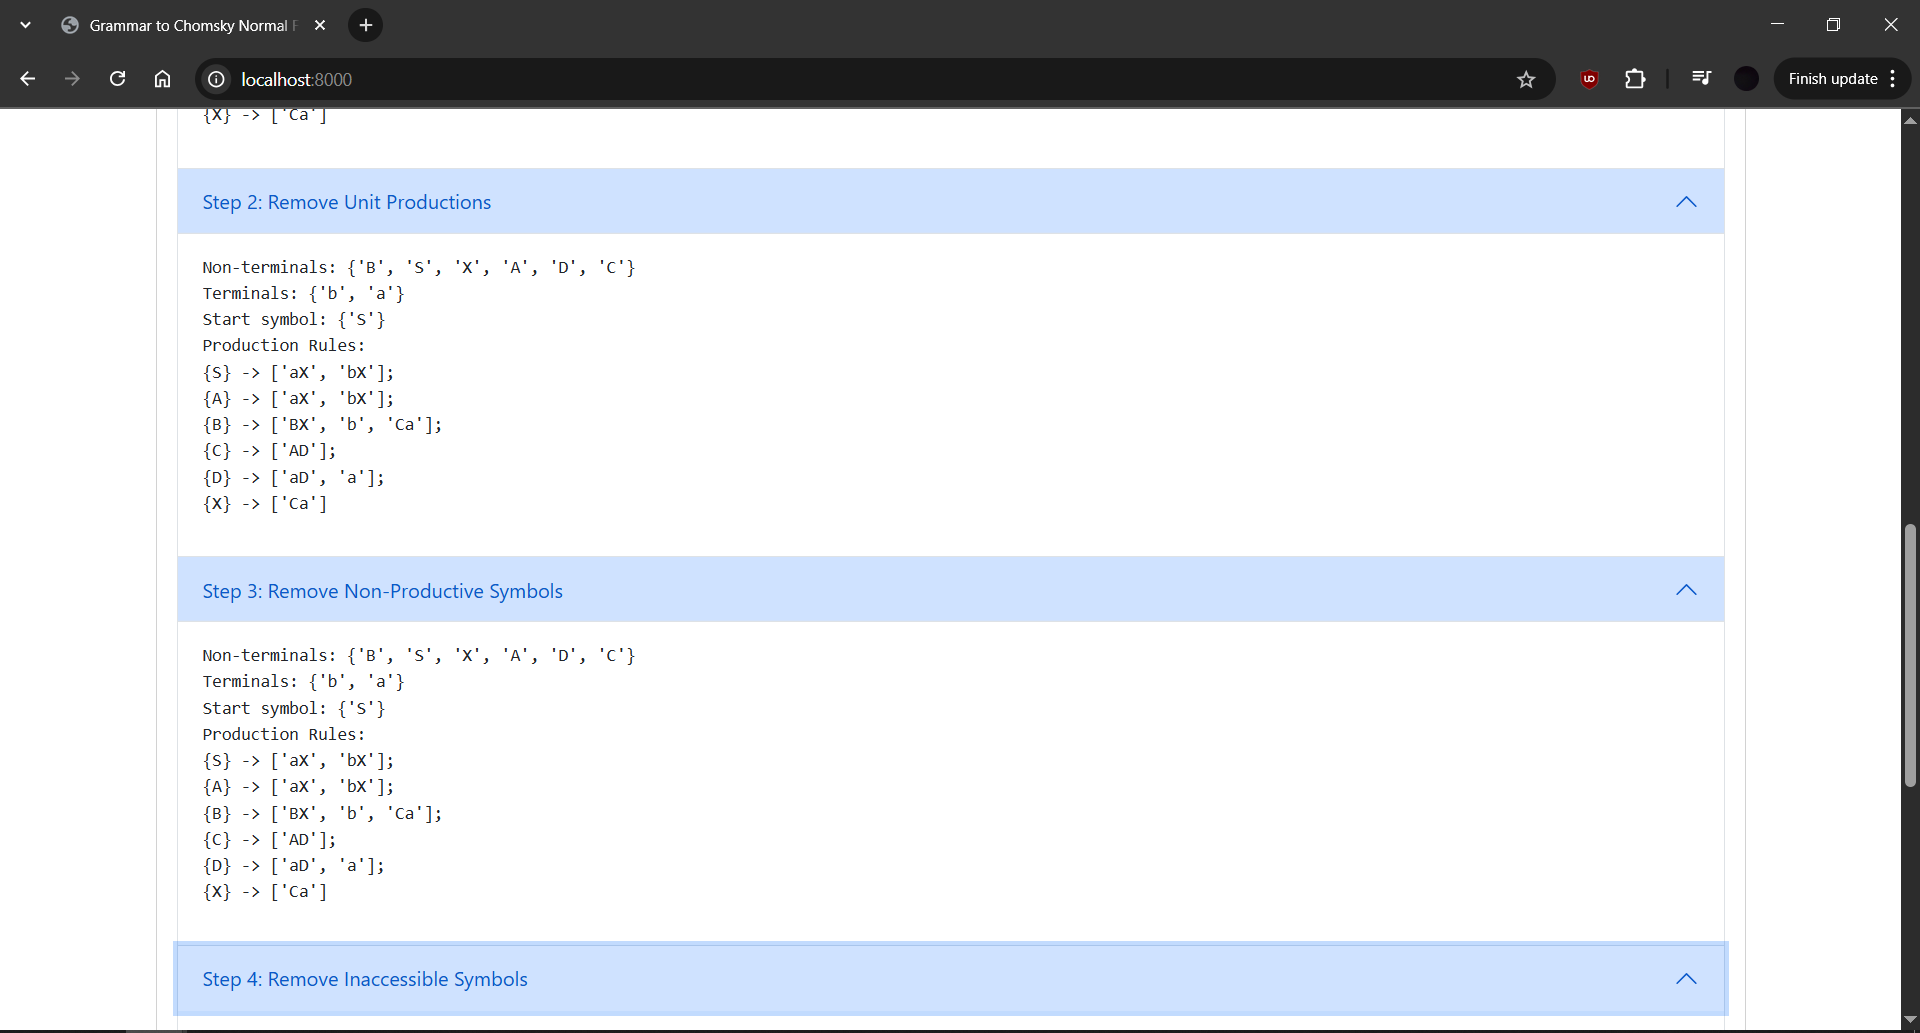 Grammar to Chomsky Normal F
localhost:8000
Finish update
{X} -> ['Ca']
Step 2: Remove Unit Productions
Non-terminals: {'B', 'S', 'X', 'A', 'D', 'C'}
Terminals: {'b', 'a'}
Start symbol: {'S'}
Production Rules:
{S} -> ['aX', 'bX'];
{A} -> ['aX', 'bX'];
{B} -> ['BX', 'b', 'Ca'];
{C} -> ['AD'];
{D} -> ['aD', 'a'];
{X} -> ['Ca']
Step 3: Remove Non-Productive Symbols
Non-terminals: {'B', 'S', 'X', 'A', 'D', 'C'}
Terminals: {'b', 'a'}
Start symbol: {'S'}
Production Rules:
{S} -> ['aX', 'bX'];
{A} -> ['aX', 'bX'];
{B} -> ['BX', 'b', 'Ca'];
{C} -> ['AD'];
{D} -> ['aD', 'a'];
{X} -> ['Ca']
Step 4: Remove Inaccessible Symbols